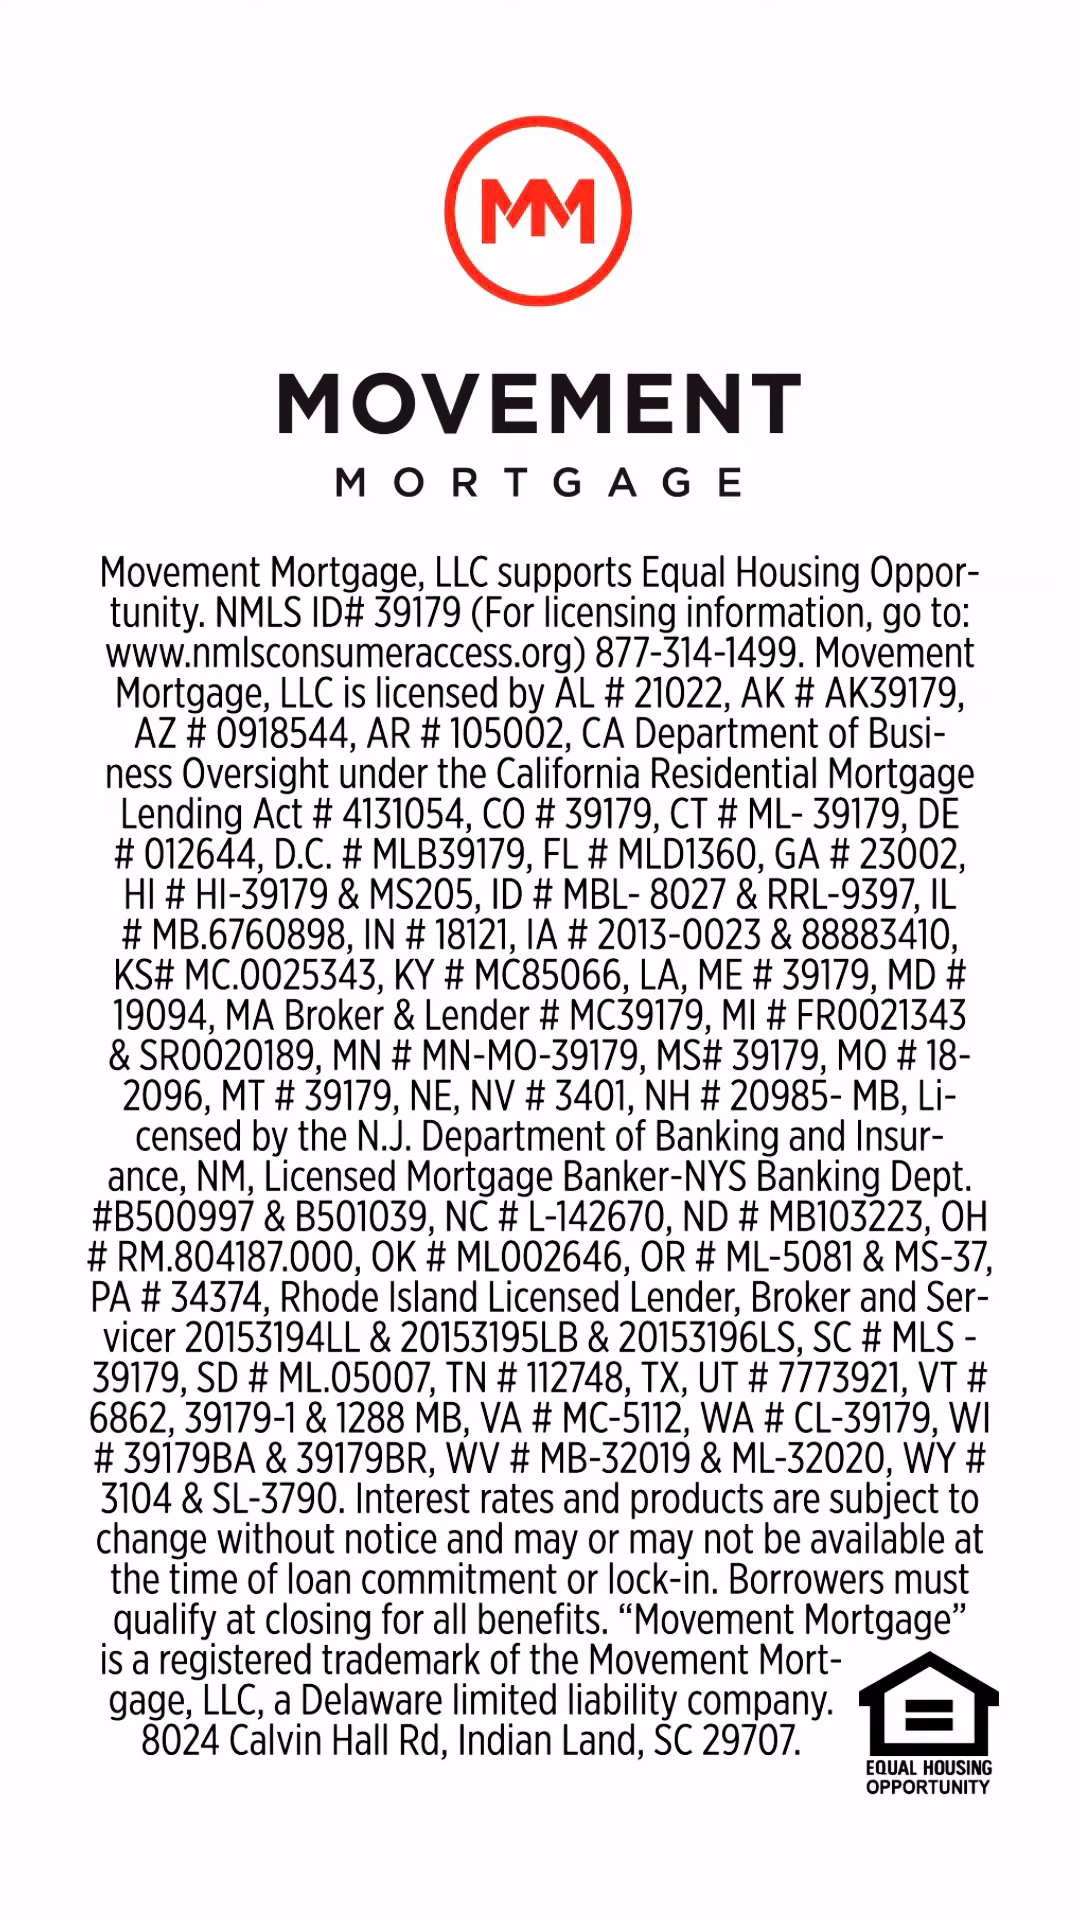 MM
MOVEMENT
MORTGAGE
Movement Mortgage, LLC supports Equal Housing Oppor-
tunity. NMLS ID# 39179 (For licensing information, go to:
www.nmlsconsumeraccess.org) 877-314-1499. Movement
Mortgage, LLC is licensed by AL # 21022, AK # AK39179,
AZ # 0918544, AR # 105002, CA Department of Busi-
ness Oversight under the California Residential Mortgage
Lending Act # 4131054, CO # 39179, CT # ML- 39179, DE
# 012644, D.C. # MLB39179, FL # MLD1360, GA # 23002,
HI # HI-39179 & MS205, ID # MBL- 8027 & RRL-9397, IL
# MB.6760898, IN # 18121, IA # 2013-0023 & 88883410,
KS# MC.0025343, KY # MC85066, LA, ME # 39179, MD #
19094, MA Broker & Lender # MC39179, MI # FR0021343
& SR0020189, MN # MN-MO-39179, MS# 39179, MO # 18-
2096, MT # 39179, NE, NV # 3401, NH # 20985- MB, Li-
censed by the N.J. Department of Banking and Insur-
ance, NM, Licensed Mortgage Banker-NYS Banking Dept.
#B500997 & B501039, NC # L-142670, ND # MB103223, OH
# RM.804187.000, OK # ML002646, OR # ML-5081 & MS-37,
PA # 34374, Rhode Island Licensed Lender, Broker and Ser-
vicer 20153194LL & 20153195LB & 20153196LS, SC # MLS -
39179, SD # ML.05007, TN # 112748, TX, UT # 7773921, VT #
6862, 39179-1 & 1288 MB, VA # MC-5112, WA # CL-39179, WI
# 39179BA & 39179BR, WV # MB-32019 & ML-32020, WY #
3104 & SL-3790. Interest rates and products are subject to
change without notice and may or may not be available at
the time of loan commitment or lock-in. Borrowers must
qualify at closing for all benefits. “Movement Mortgage”
is a registered trademark of the Movement Mort-
gage, LLC, a Delaware limited liability company.
8024 Calvin Hall Rd, Indian Land, SC 29707.
EQUAL HOUSING
OPPORTUNITY